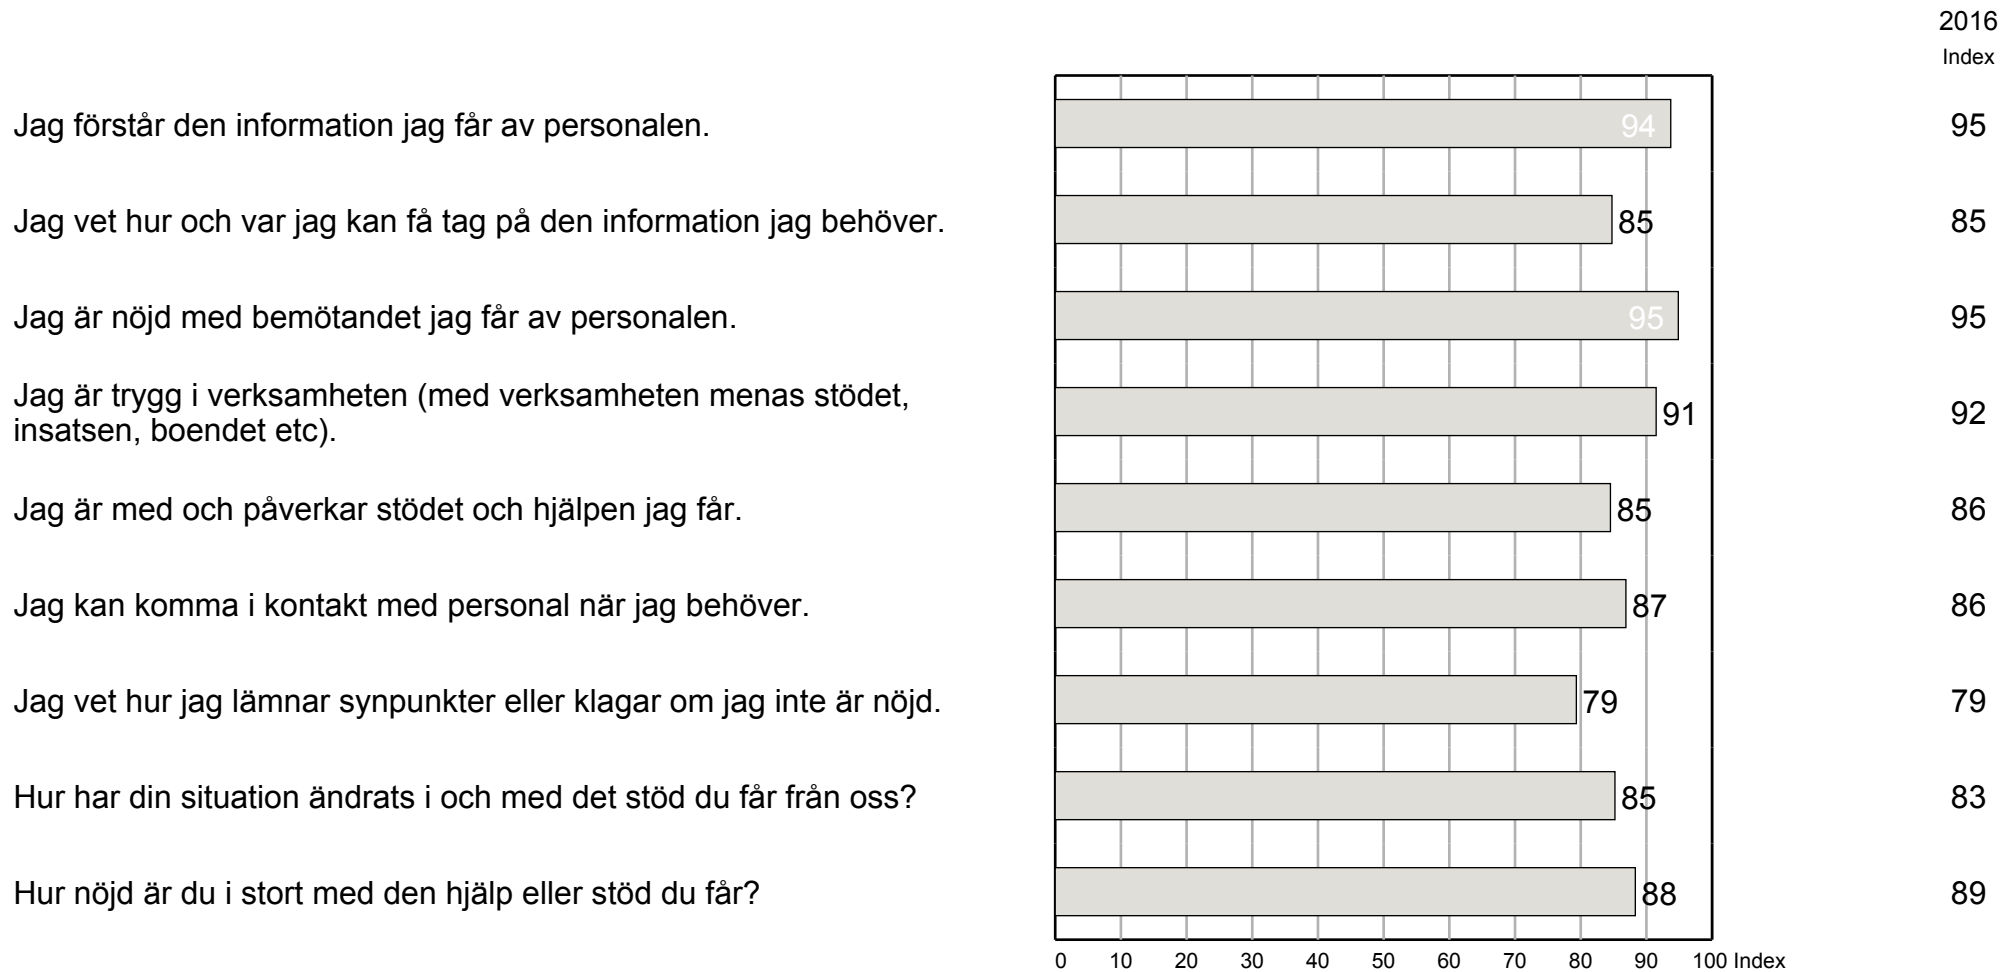 2016
Index
Jag förstår den information jag får av personalen. 94 95
Jag vet hur och var jag kan få tag på den information jag behöver. 85 85
Jag är nöjd med bemötandet jag får av personalen. 95 95
Jag är trygg i verksamheten (med verksamheten menas stödet,
insatsen, boendet etc). 91 92
Jag är med och påverkar stödet och hjälpen jag får. 85 86
Jag kan komma i kontakt med personal när jag behöver. 87 86
Jag vet hur jag lämnar synpunkter eller klagar om jag inte är nöjd. 79 79
Hur har din situation ändrats i och med det stöd du får från oss? 85 83
Hur nöjd är du i stort med den hjälp eller stöd du får? 88 89
0 10 20 30 40 50 60 70 80 90 100 Index